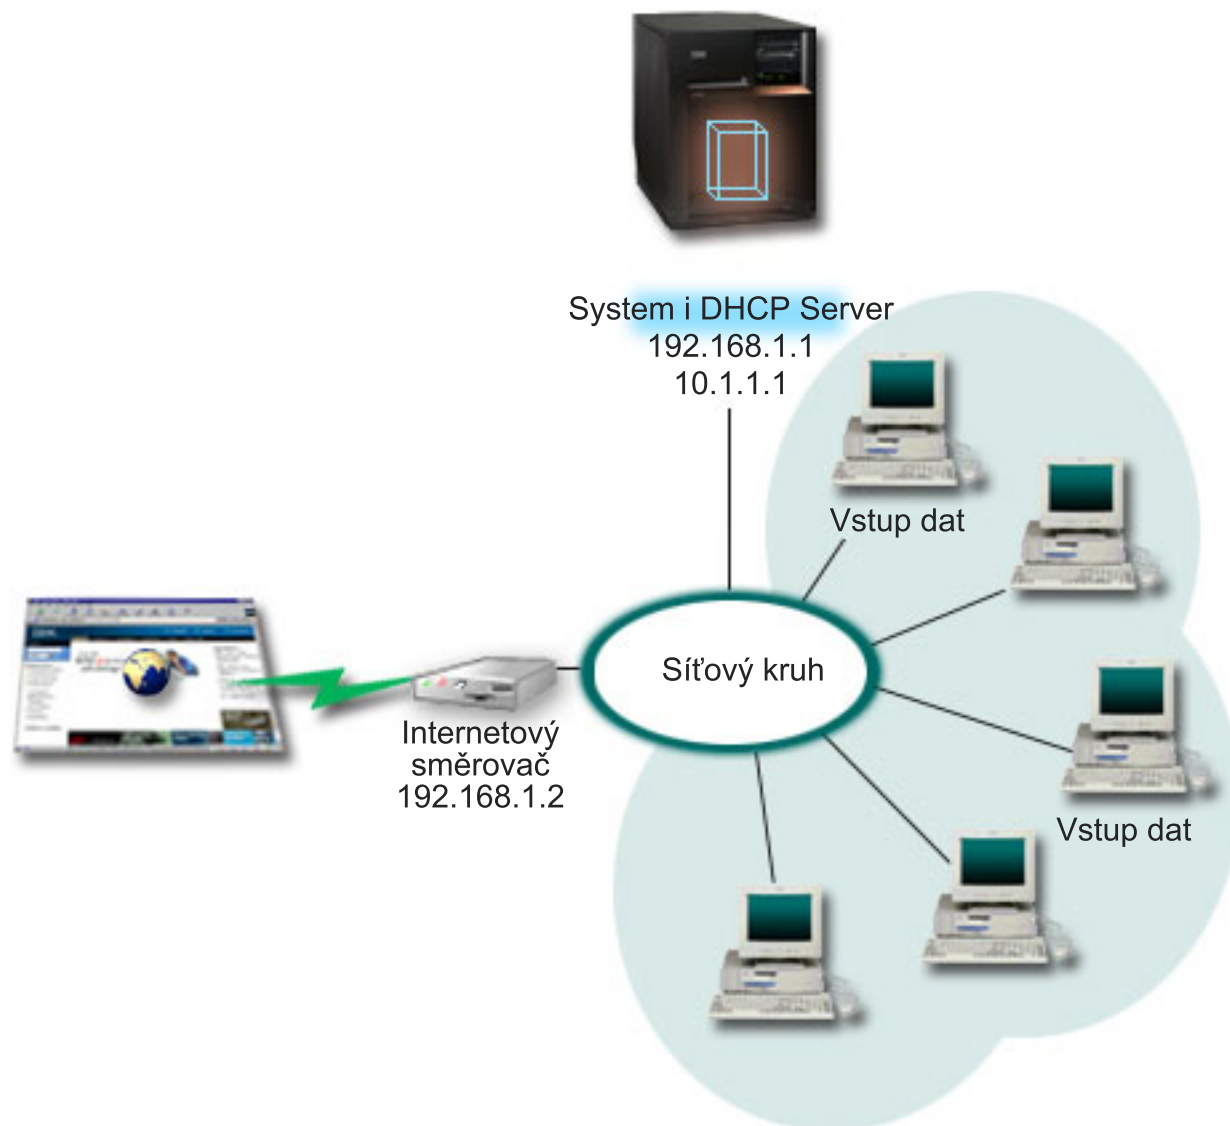 System i DHCP Server
192.168.1.1
10.1.1.1
Vstup dat
Síťový kruh
Internetový
směrovač
192.168.1.2
Vstup dat